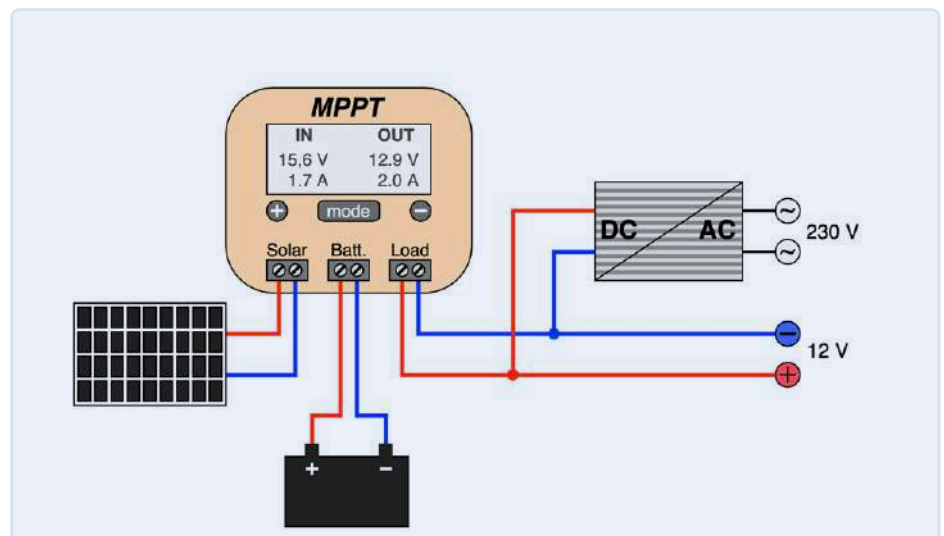 MPPT
IN OUT
15,6 V 12.9 V
1.7 A 2.0 A
+ mode −
Solar Batt. Load
DC AC
~
~
230 V
−
12 V
+
+ −